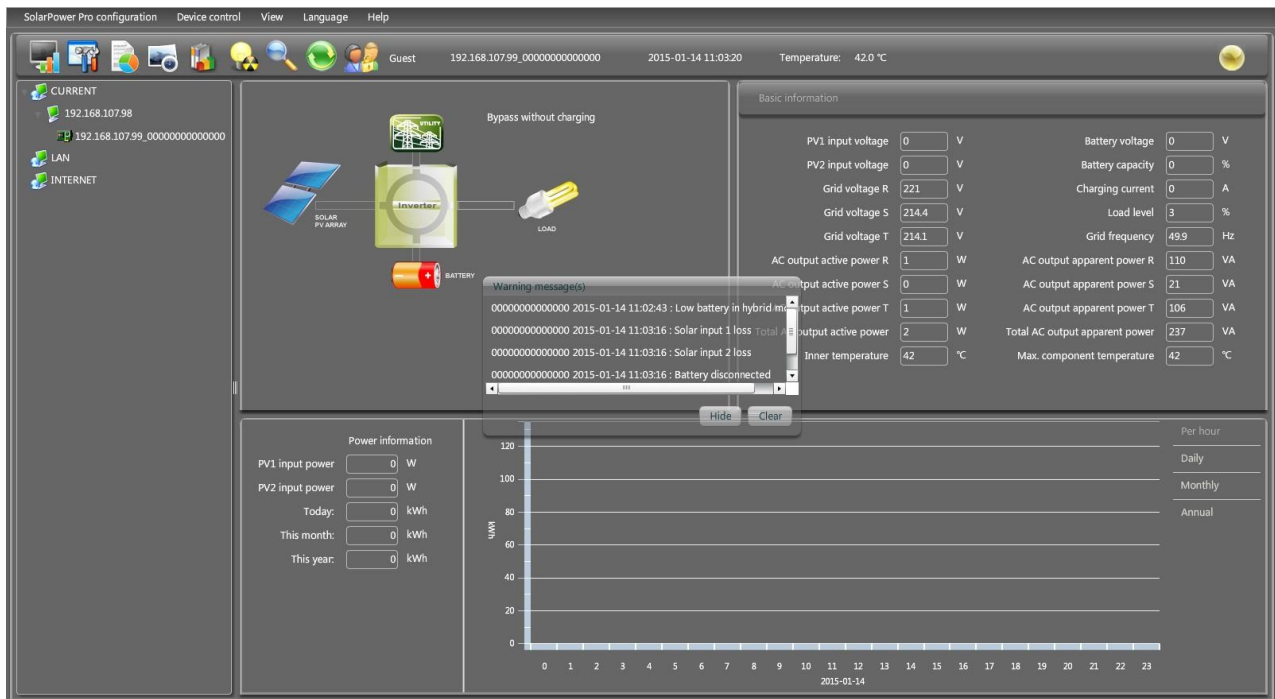 SolarPower Pro configuration Device control View Language Help
Guest 192.168.107.99_00000000000000 2015-01-14 11:03:20 Temperature: 42.0 ℃
CURRENT
192.168.107.98
192.168.107.99_00000000000000
LAN
INTERNET
Bypass without charging
UTILITY
SOLAR
PV ARRAY
Inverter
LOAD
BATTERY
Basic information
PV1 input voltage 0 V Battery voltage 0 V
PV2 input voltage 0 V Battery capacity 0 %
Grid voltage R 221 V Charging current 0 A
Grid voltage S 214.4 V Load level 3 %
Grid voltage T 214.1 V Grid frequency 49.9 Hz
AC output active power R 1 W AC output apparent power R 110 VA
AC output active power S 0 W AC output apparent power S 21 VA
output active power T 1 W AC output apparent power T 106 VA
Total output active power 2 W Total AC output apparent power 237 VA
Inner temperature 42 ℃ Max. component temperature 42 ℃
Warning message(s)
00000000000000 2015-01-14 11:02:43 : Low battery in hybrid
00000000000000 2015-01-14 11:03:16 : Solar input 1 loss
00000000000000 2015-01-14 11:03:16 : Solar input 2 loss
00000000000000 2015-01-14 11:03:16 : Battery disconnected
Hide Clear
Power information
PV1 input power 0 W
PV2 input power 0 W
Today: 0 kWh
This month: 0 kWh
This year: 0 kWh
kWh
120
100
80
60
40
20
0
0 1 2 3 4 5 6 7 8 9 10 11 12 13 14 15 16 17 18 19 20 21 22 23
2015-01-14
Per hour
Daily
Monthly
Annual